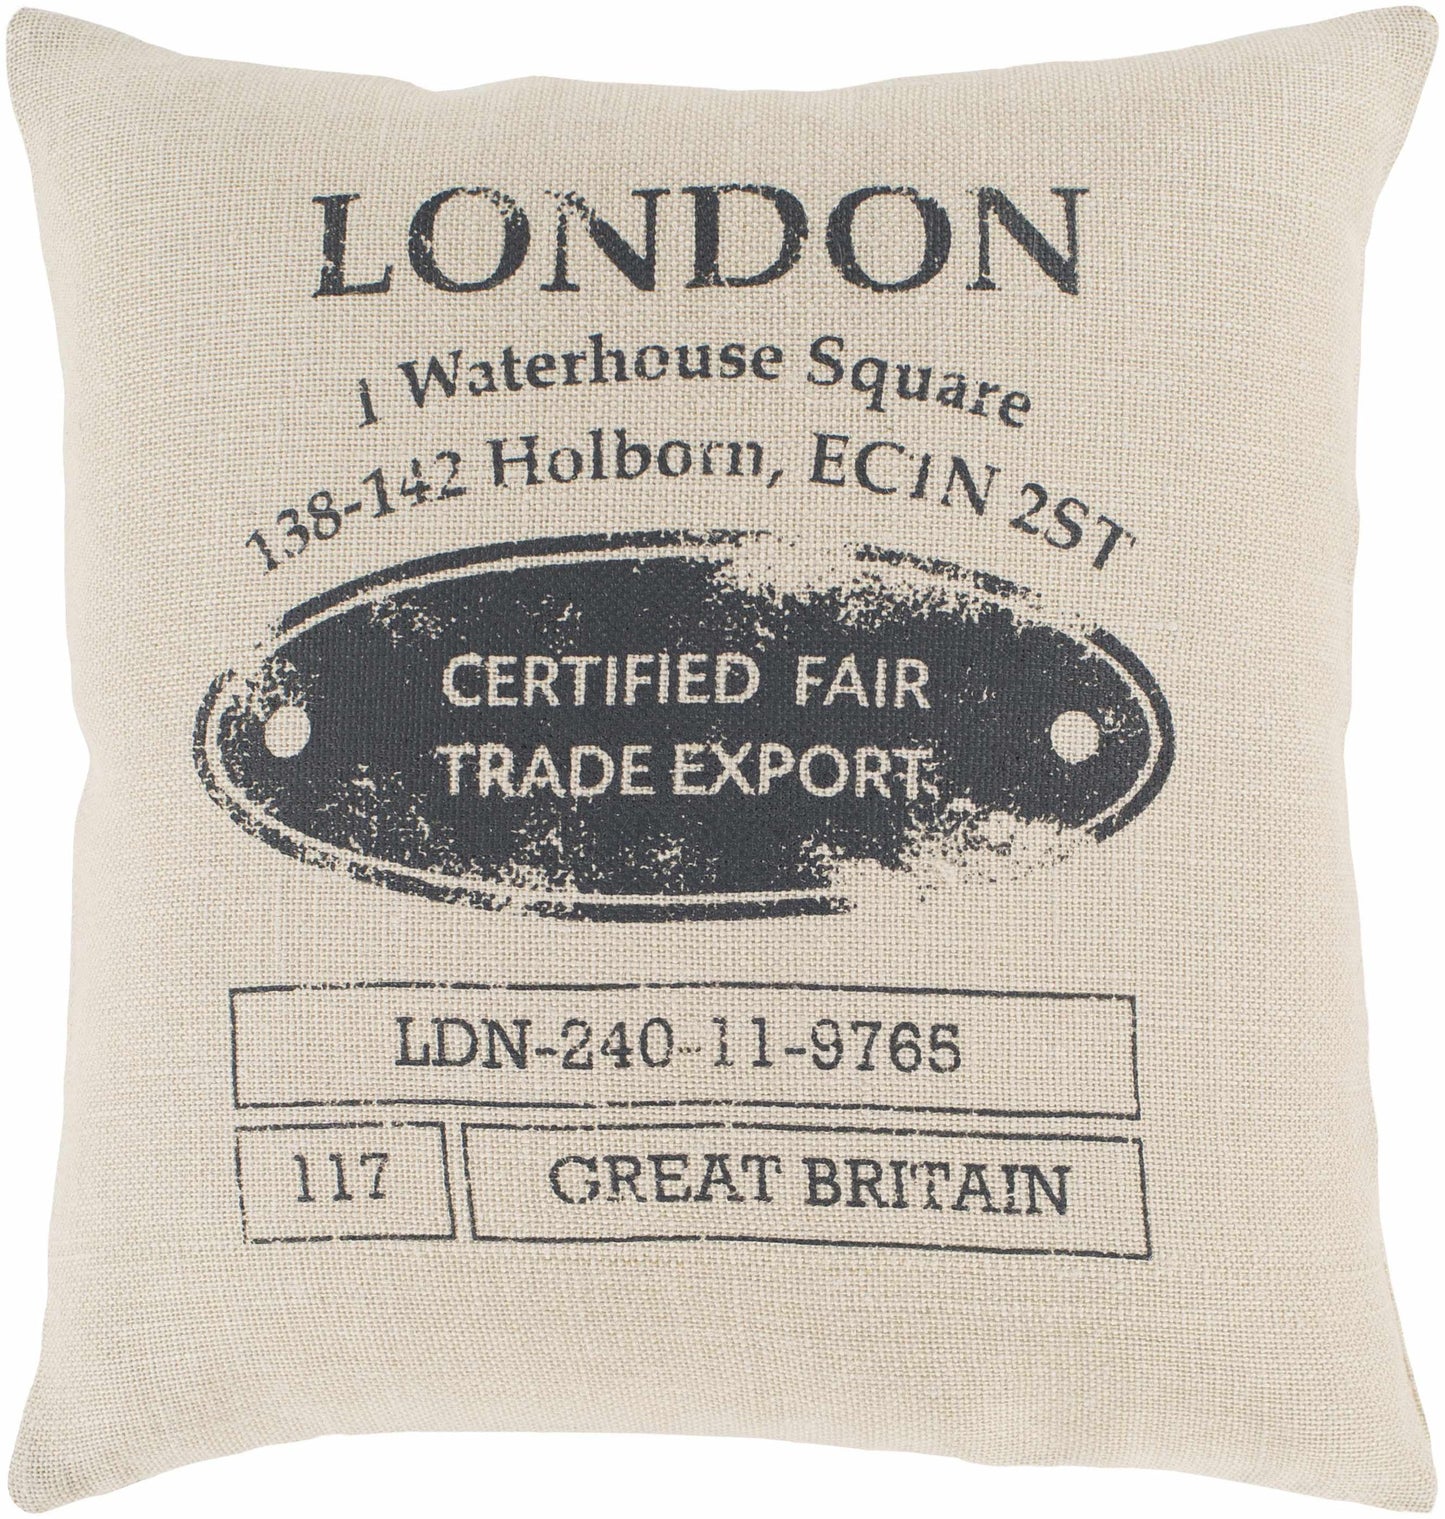 LONDON
1 Waterhouse Square
138-142 Holborn, EC1N 2ST
CERTIFIED FAIR
TRADE EXPORT
LDN-240-11-9765
117
GREAT BRITAIN